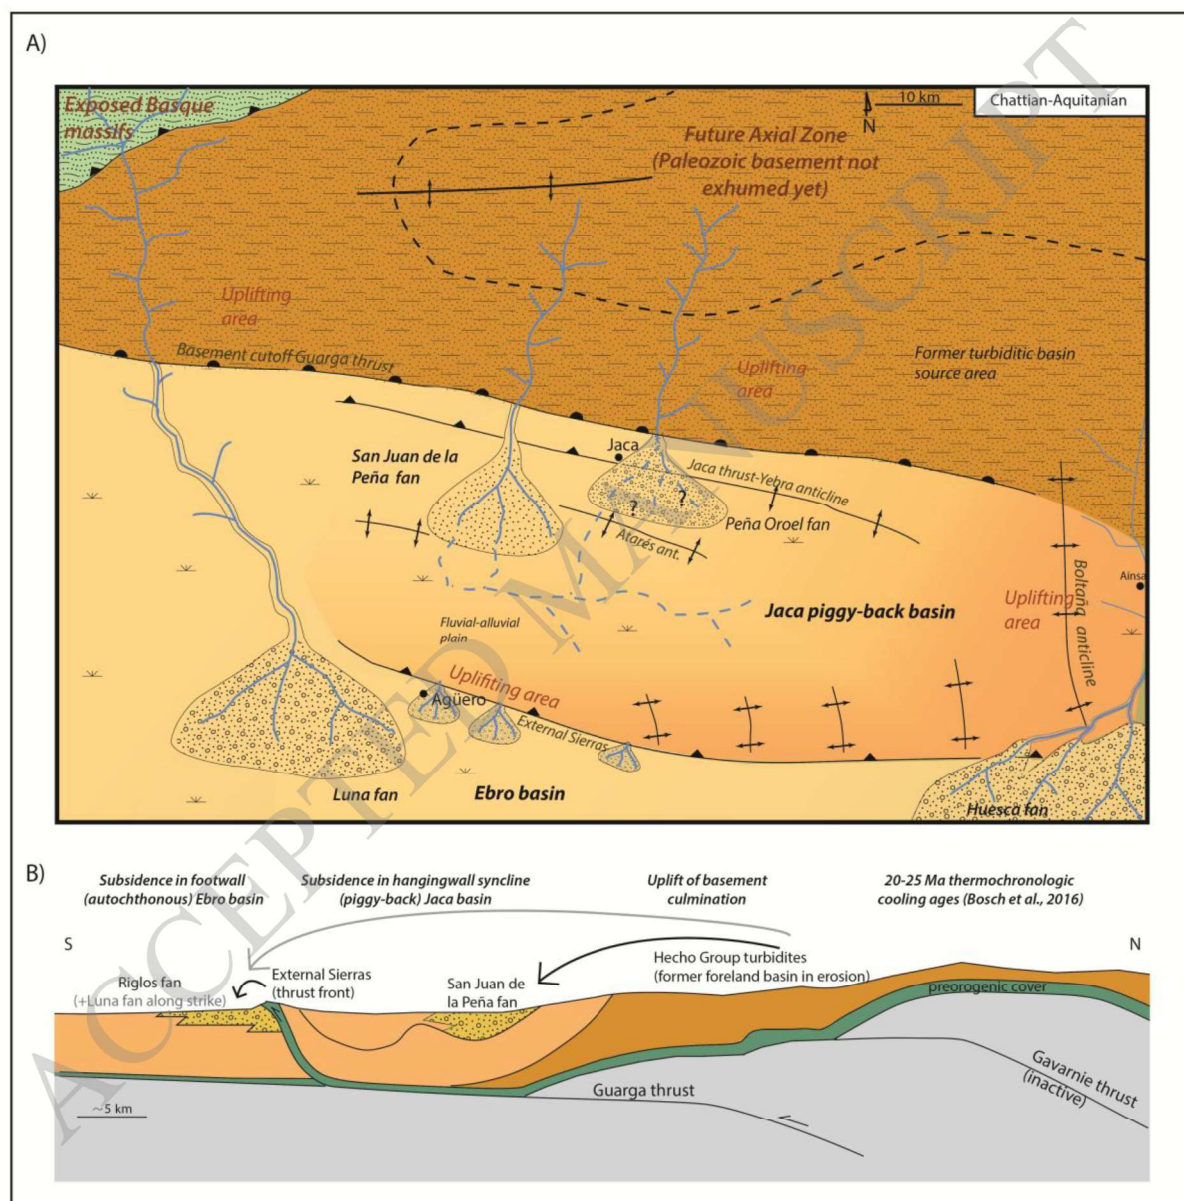 A)
Exposed Basque
massifs
10 km
N
Chattian-Aquitanian
Future Axial Zone
(Paleozoic basement not
exhumed yet)
Uplifting
area
Basement cutoff Guarga thrust
Uplifting
area
Former turbiditic basin
source area
San Juan de la
Peña fan
Jaca
Jaca thrust-Yebra anticline
? ?
Peña Oroel fan
Atarés ant.
Ainsa
Jaca piggy-back basin
Uplifting
area
Boltaña anticline
Fluvial-alluvial
plain
Uplifiting area
Agüero
External Sierras
Luna fan
Ebro basin
Huesca fan
B)
Subsidence in footwall
(autochthonous) Ebro basin
Subsidence in hangingwall syncline
(piggy-back) Jaca basin
Uplift of basement
culmination
20-25 Ma thermochronologic
cooling ages (Bosch et al., 2016)
S
N
Riglos fan
(+Luna fan along strike)
External Sierras
(thrust front)
San Juan de
la Peña fan
Hecho Group turbidites
(former foreland basin in erosion)
preorogenic cover
Guarga thrust
Gavarnie thrust
(inactive)
~5 km
ACCEPTED MANUSCRIPT